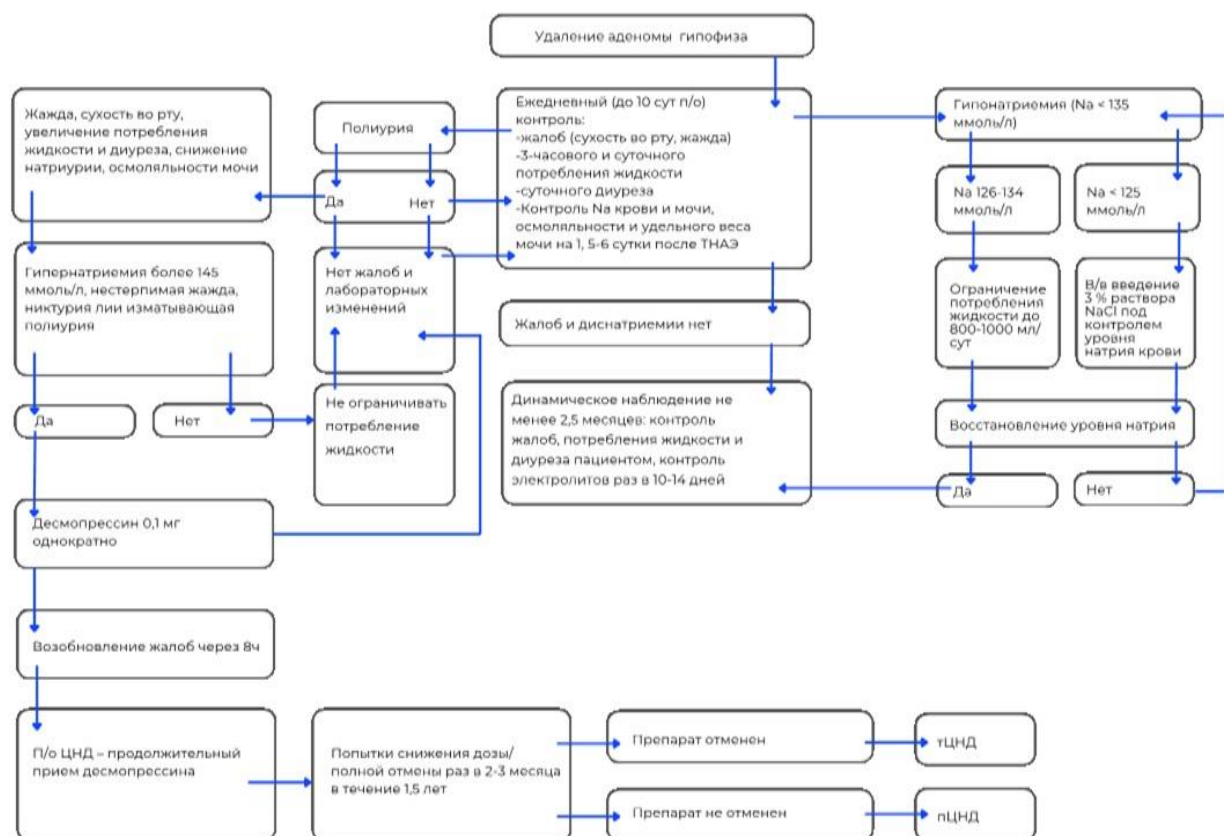 Удаление аденомы гипофиза
Жажда, сухость во рту,
увеличение потребления
жидкости и диуреза, снижение
натриурии, осмоляльности мочи
Полиурия
Да
Нет
Ежедневный (до 10 сут п/о)
контроль:
-жалоб (сухость во рту, жажда)
-3-часового и суточного
потребления жидкости
-суточного диуреза
-Контроль Na крови и мочи,
осмоляльности и удельного веса
мочи на 1, 5-6 сутки после ТНАЭ
Гипонатриемия (Na < 135
ммоль/л)
Na 126-134
ммоль/л
Na < 125
ммоль/л
Гипернатриемия более 145
ммоль/л, нестерпимая жажда,
никтурия лии изматывающая
полиурия
Нет жалоб и
лабораторных
изменений
Жалоб и диснатриемии нет
Ограничение
потребления
жидкости до
800-1000 мл/
сут
В/в введение
3 % раствора
NaCl под
контролем
уровня
натрия крови
Да
Нет
Не ограничивать
потребление
жидкости
Динамическое наблюдение не
менее 2,5 месяцев: контроль
жалоб, потребления жидкости и
диуреза пациентом, контроль
электролитов раз в 10-14 дней
Восстановление уровня натрия
Да
Нет
Десмопрессин 0,1 мг
однократно
Возобновление жалоб через 8ч
П/о ЦНД – продолжительный
прием десмопрессина
Попытки снижения дозы/
полной отмены раз в 2-3 месяца
в течение 1,5 лет
Препарат отменен
тЦНД
Препарат не отменен
пЦНД